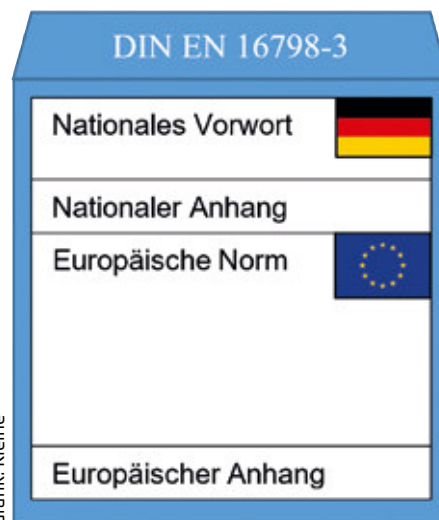 DIN EN 16798-3
Nationales Vorwort
Nationaler Anhang
Europäische Norm
Europäischer Anhang